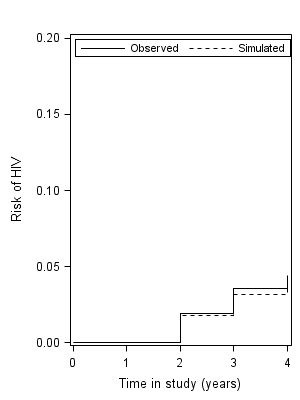 0.20
Observed Simulated
0.15
0.10
0.05
0.00
Risk of HIV
0 1 2 3 4
Time in study (years)